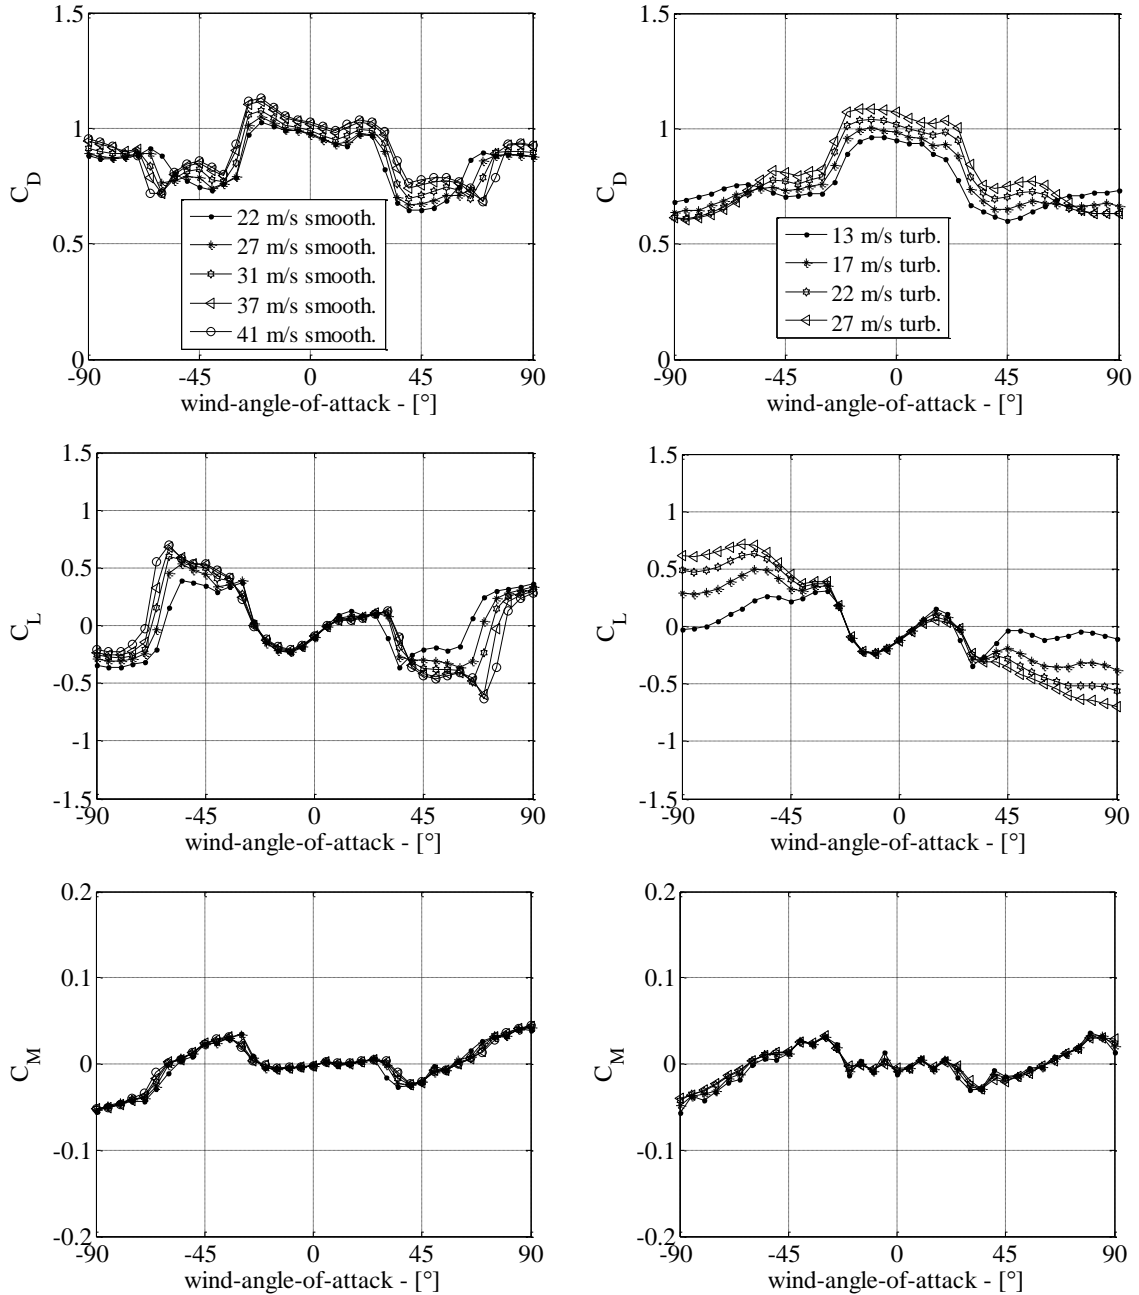 1.5
1
0.5
0
C_D
-90 -45 0 45 90
wind-angle-of-attack - [°]
22 m/s smooth.
27 m/s smooth.
31 m/s smooth.
37 m/s smooth.
41 m/s smooth.
1.5
1
0.5
0
C_D
-90 -45 0 45 90
wind-angle-of-attack - [°]
13 m/s turb.
17 m/s turb.
22 m/s turb.
27 m/s turb.
1.5
1
0.5
0
-0.5
-1
-1.5
C_L
-90 -45 0 45 90
wind-angle-of-attack - [°]
1.5
1
0.5
0
-0.5
-1
-1.5
C_L
-90 -45 0 45 90
wind-angle-of-attack - [°]
0.2
0.1
0
-0.1
-0.2
C_M
-90 -45 0 45 90
wind-angle-of-attack - [°]
0.2
0.1
0
-0.1
-0.2
C_M
-90 -45 0 45 90
wind-angle-of-attack - [°]